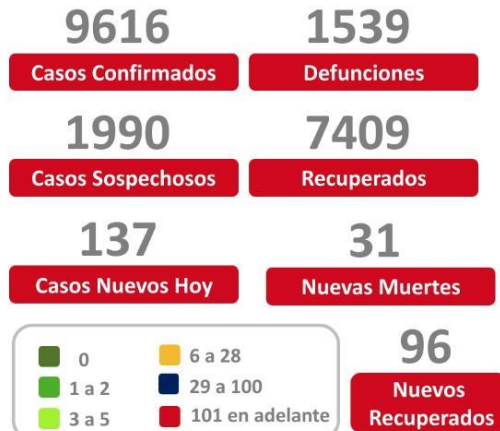 9616
Casos Confirmados
1539
Defunciones
1990
Casos Sospechosos
7409
Recuperados
137
Casos Nuevos Hoy
31
Nuevas Muertes
0
1 a 2
3 a 5
6 a 28
29 a 100
101 en adelante
96
Nuevos
Recuperados